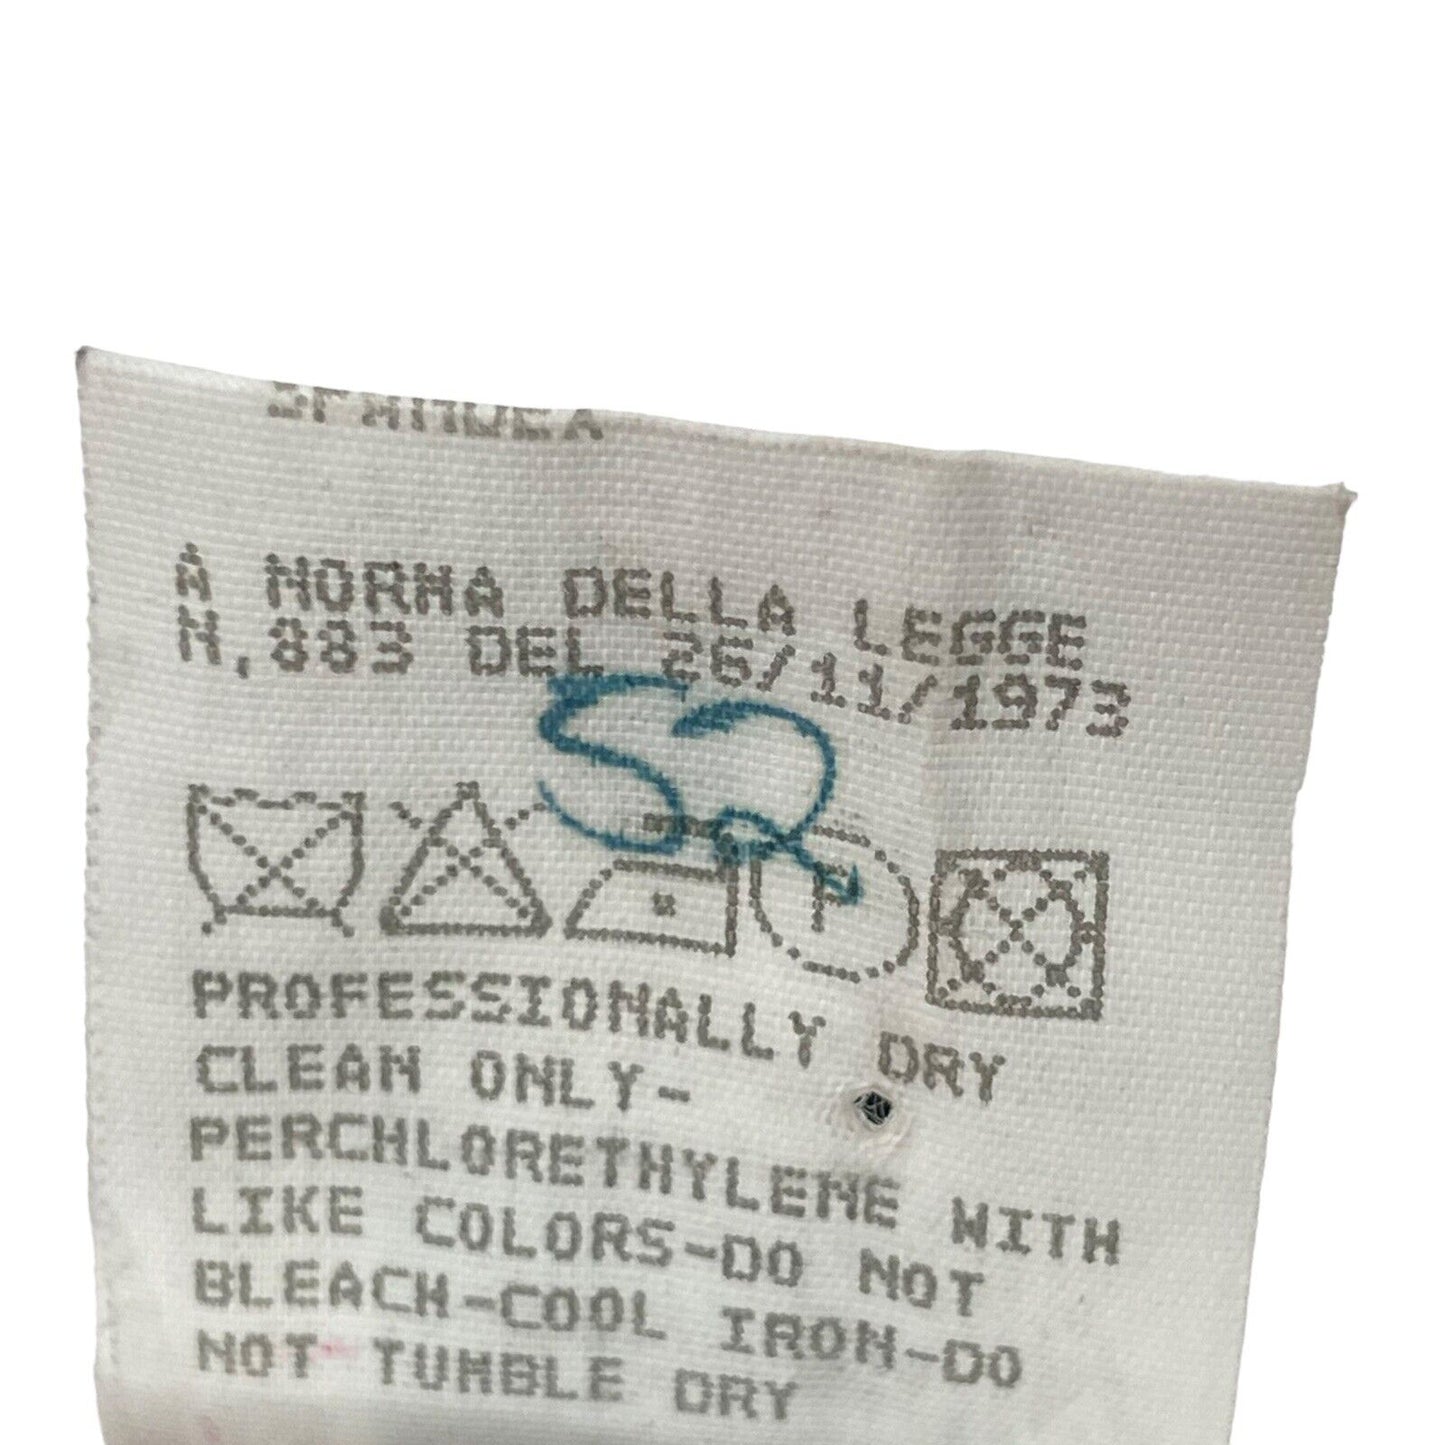 SPANDEX
A NORMA DELLA LEGGE
N,883 DEL 26/11/1973
52
P
PROFESSIONALLY DRY
CLEAN ONLY-
PERCHLORETHYLENE WITH
LIKE COLORS-DO NOT
BLEACH-COOL IRON-DO
NOT TUMBLE DRY